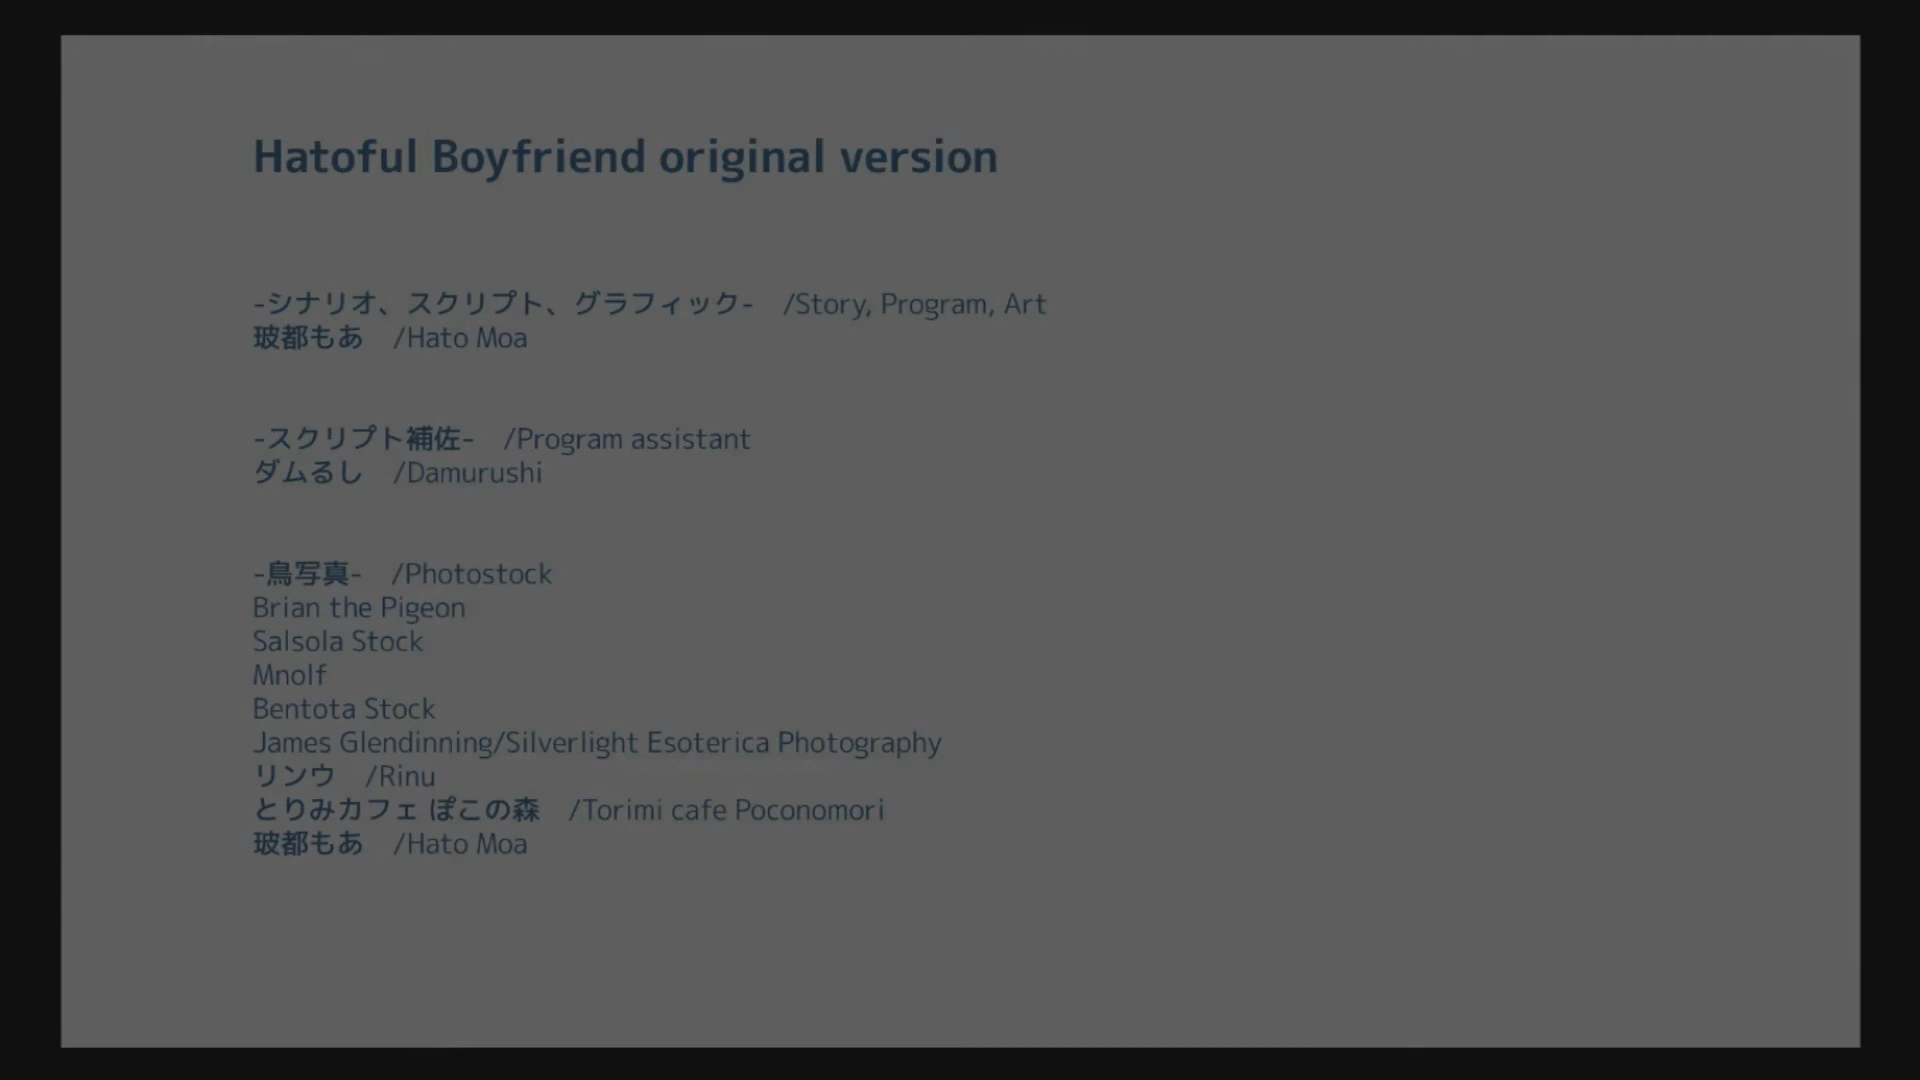 Hatoful Boyfriend original version
-シナリオ、スクリプト、グラフィック-　/Story, Program, Art
玻都もあ　/Hato Moa
-スクリプト補佐-　/Program assistant
ダムるし　/Damurushi
-鳥写真-　/Photostock
Brian the Pigeon
Salsola Stock
Mnolf
Bentota Stock
James Glendinning/Silverlight Esoterica Photography
リンウ　/Rinu
とりみカフェ ぽこの森　/Torimi cafe Poconomori
玻都もあ　/Hato Moa